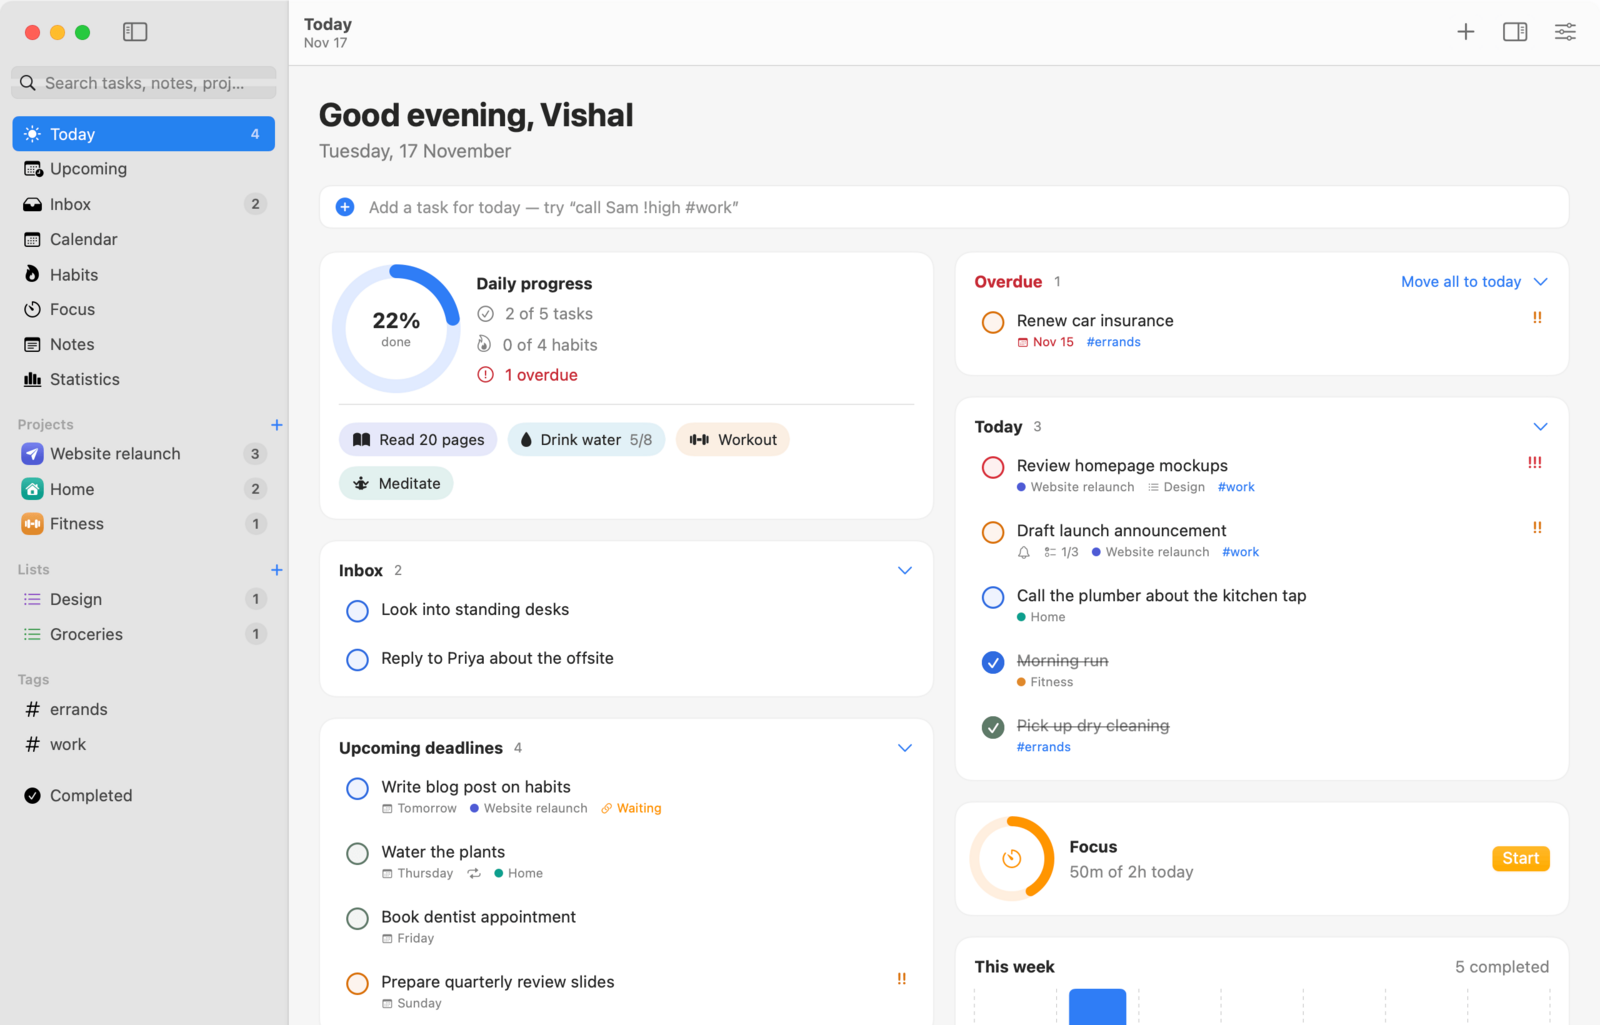 Today
Nov 17
Search tasks, notes, proj...
Today 4
Upcoming
Inbox 2
Calendar
Habits
Focus
Notes
Statistics
Projects
Website relaunch 3
Home 2
Fitness 1
Lists
Design 1
Groceries 1
Tags
# errands
# work
Completed
Good evening, Vishal
Tuesday, 17 November
Add a task for today — try “call Sam !high #work”
22%
done
Daily progress
2 of 5 tasks
0 of 4 habits
1 overdue
Read 20 pages
Drink water 5/8
Workout
Meditate
Inbox 2
Look into standing desks
Reply to Priya about the offsite
Upcoming deadlines 4
Write blog post on habits
Tomorrow Website relaunch Waiting
Water the plants
Thursday Home
Book dentist appointment
Friday
Prepare quarterly review slides !!
Sunday
Overdue 1 Move all to today
Renew car insurance !!
Nov 15 #errands
Today 3
Review homepage mockups !!!
Website relaunch Design #work
Draft launch announcement !!
1/3 Website relaunch #work
Call the plumber about the kitchen tap
Home
Morning run
Fitness
Pick up dry cleaning
#errands
Focus
50m of 2h today
Start
This week 5 completed